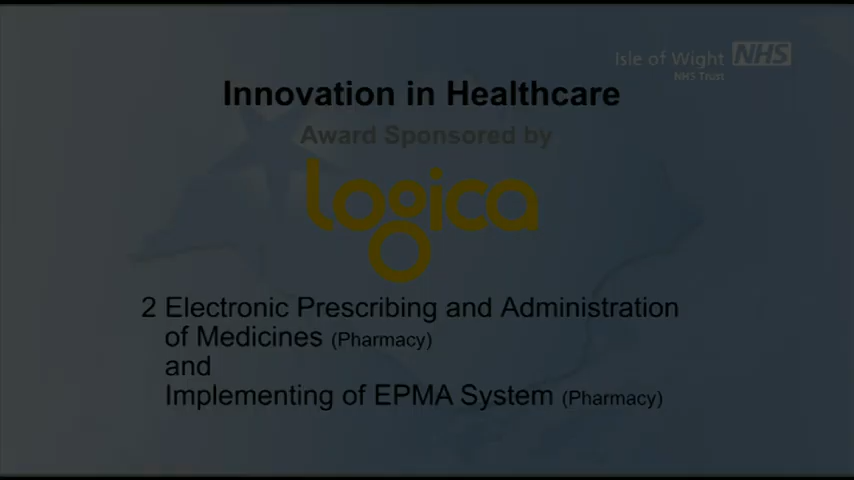 Isle of Wight NHS
NHS Trust
Innovation in Healthcare
Award Sponsored by
logica
2 Electronic Prescribing and Administration
of Medicines (Pharmacy)
and
Implementing of EPMA System (Pharmacy)